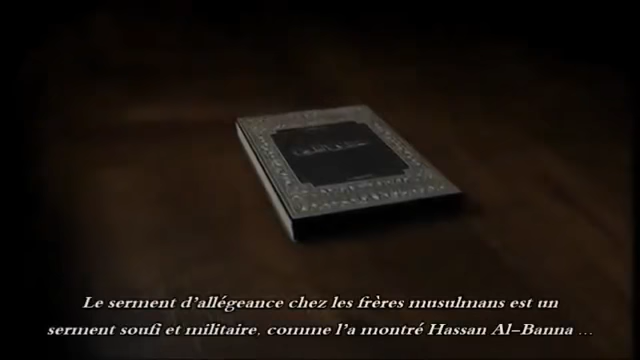 Le serment d'allégeance chez les frères musulmans est un
serment soufi et militaire, comme l'a montré Hassan Al-Banna ...